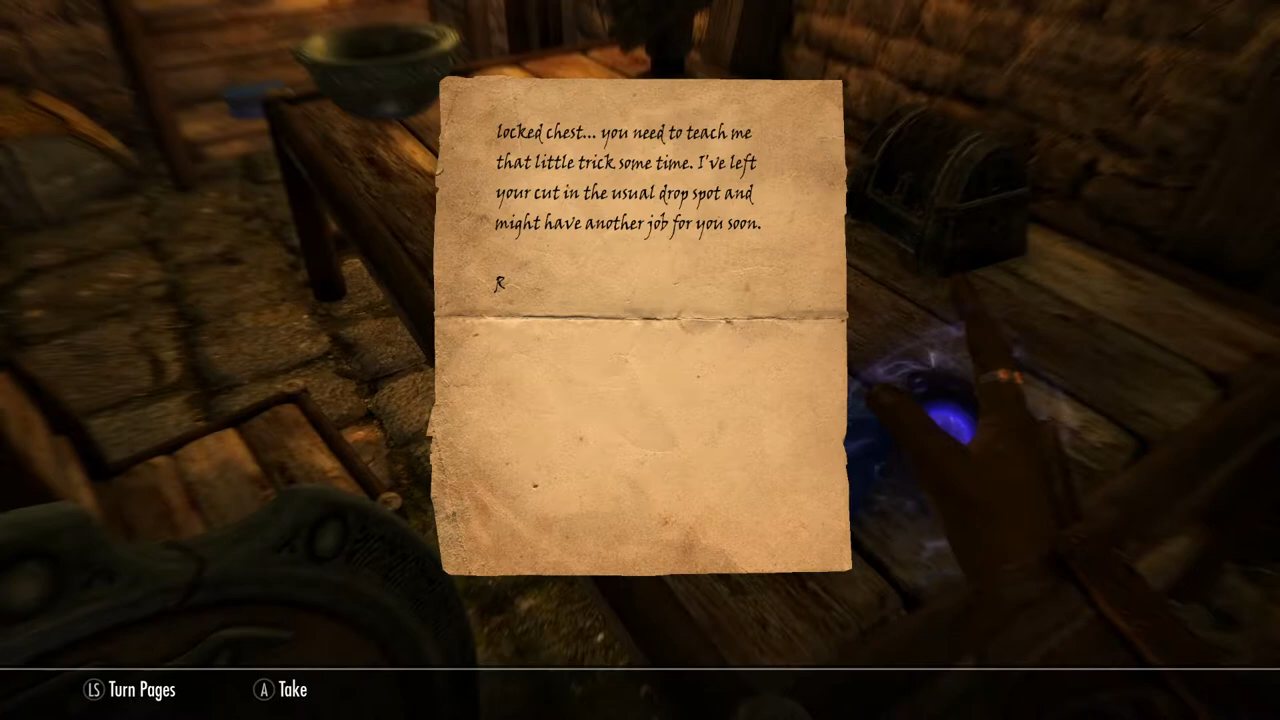 locked chest... you need to teach me
that little trick some time. I've left
your cut in the usual drop spot and
might have another job for you soon.
R
LS Turn Pages
A Take